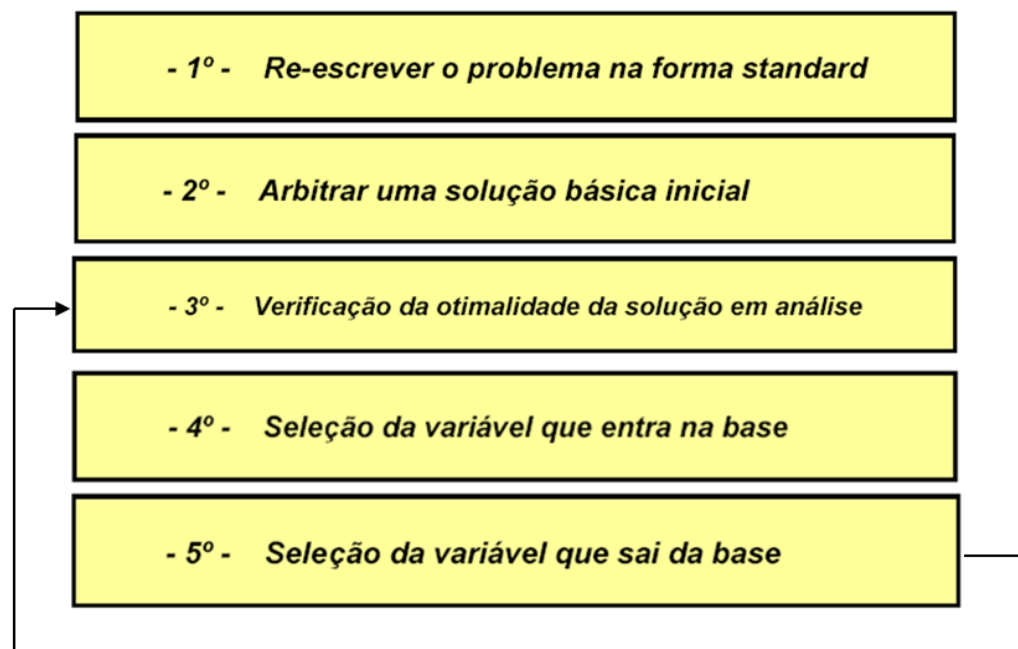 - 1º - Re-escrever o problema na forma standard
- 2º - Arbitrar uma solução básica inicial
- 3º - Verificação da otimalidade da solução em análise
- 4º - Seleção da variável que entra na base
- 5º - Seleção da variável que sai da base